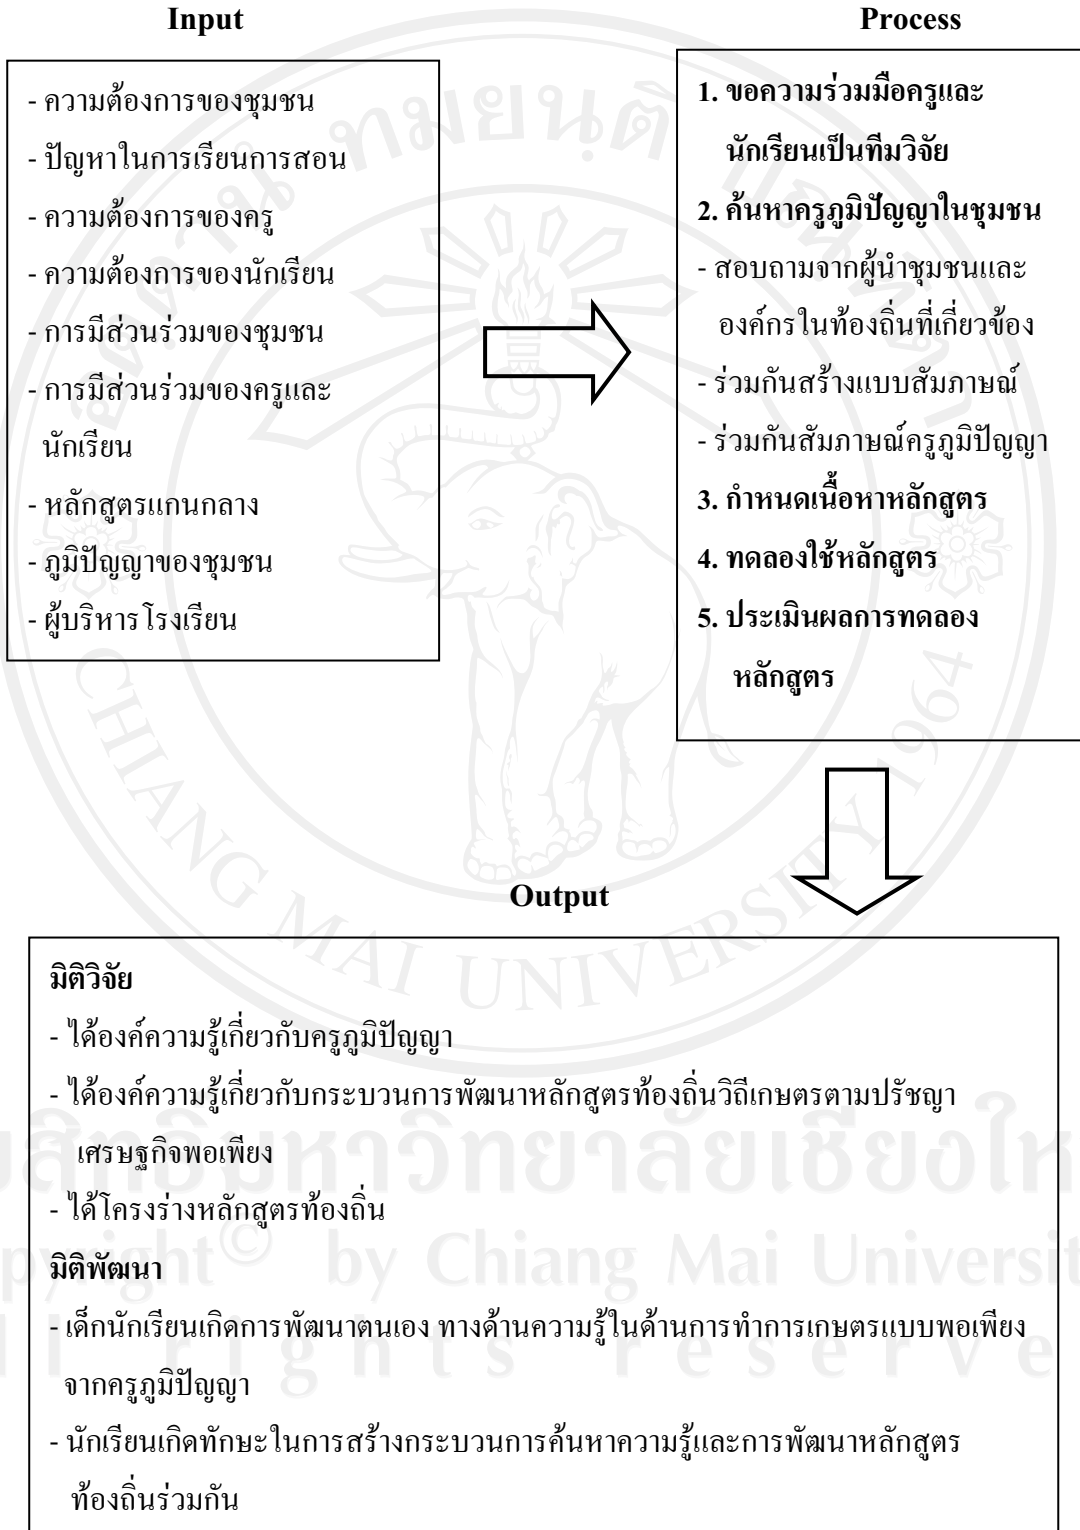 Input
- ความต้องการของชุมชน
- ปัญหาในการเรียนการสอน
- ความต้องการของครู
- ความต้องการของนักเรียน
- การมีส่วนร่วมของชุมชน
- การมีส่วนร่วมของครูและ
นักเรียน
- หลักสูตรแกนกลาง
- ภูมิปัญญาของชุมชน
- ผู้บริหารโรงเรียน
Process
1. ขอความร่วมมือครูและ
นักเรียนเป็นทีมวิจัย
2. ค้นหาครูภูมิปัญญาในชุมชน
- สอบถามจากผู้นำชุมชนและ
องค์กรในท้องถิ่นที่เกี่ยวข้อง
- ร่วมกันสร้างแบบสัมภาษณ์
- ร่วมกันสัมภาษณ์ครูภูมิปัญญา
3. กำหนดเนื้อหาหลักสูตร
4. ทดลองใช้หลักสูตร
5. ประเมินผลการทดลอง
หลักสูตร
Output
มิติวิจัย
- ได้องค์ความรู้เกี่ยวกับครูภูมิปัญญา
- ได้องค์ความรู้เกี่ยวกับกระบวนการพัฒนาหลักสูตรท้องถิ่นวิถีเกษตรตามปรัชญา
เศรษฐกิจพอเพียง
- ได้โครงร่างหลักสูตรท้องถิ่น
มิติพัฒนา
- เด็กนักเรียนเกิดการพัฒนาตนเอง ทางด้านความรู้ในด้านการทำการเกษตรแบบพอเพียง
จากครูภูมิปัญญา
- นักเรียนเกิดทักษะในการสร้างกระบวนการค้นหาความรู้และการพัฒนาหลักสูตร
ท้องถิ่นร่วมกัน
CHIANG MAI UNIVERSITY 1964
by Chiang Mai
rights